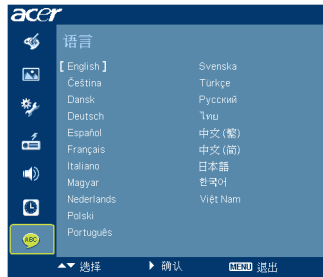 acer
语言
[ English ]
Čeština
Dansk
Deutsch
Español
Français
Italiano
Magyar
Nederlands
Polski
Português
Svenska
Türkçe
Русский
ไทย
中文 (繁)
中文 (简)
日本語
한국어
Việt Nam
ABC
▲▼ 选择 ▶ 确认 MENU 退出